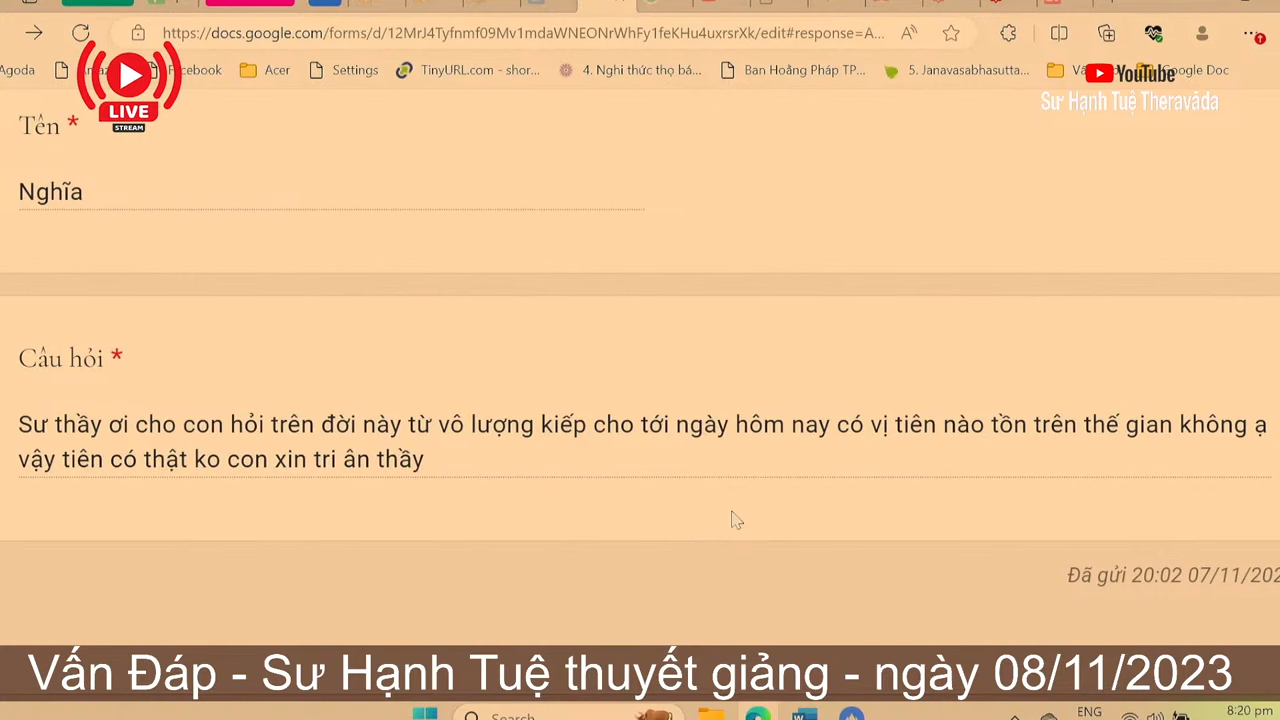 https://docs.google.com/forms/d/12MrJ4Tyfnmf09Mv1mdaWNEONrWhFy1feKHu4uxrsrXk/edit#response=A...
Agoda
Facebook
Acer
Settings
TinyURL.com - shor...
4. Nghi thức thọ bá...
Ban Hoằng Pháp TP...
5. Janavasabhasutta...
Google Doc
YouTube
Sư Hạnh Tuệ Theravāda
LIVE
STREAM
Tên *
Nghĩa
Câu hỏi *
Sư thầy ơi cho con hỏi trên đời này từ vô lượng kiếp cho tới ngày hôm nay có vị tiên nào tồn trên thế gian không ạ
vậy tiên có thật ko con xin tri ân thầy
Đã gửi 20:02 07/11/202
Vấn Đáp - Sư Hạnh Tuệ thuyết giảng - ngày 08/11/2023
Search
ENG
8:20 pm